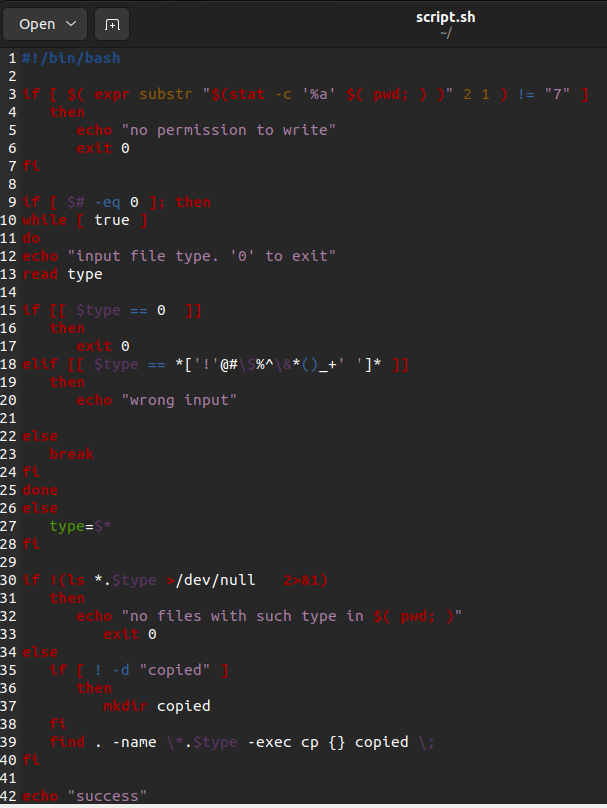 Open
script.sh
~/
1 #!/bin/bash
2
3 if [ $( expr substr "$(stat -c '%a' $( pwd; ) )" 2 1 ) != "7" ]
4    then
5       echo "no permission to write"
6       exit 0
7 fi
8
9 if [ $# -eq 0 ]; then
10 while [ true ]
11 do
12 echo "input file type. '0' to exit"
13 read type
14
15 if [[ $type == 0  ]]
16    then
17       exit 0
18 elif [[ $type == *['!'@#\$%^\&*()_+' ']* ]]
19    then
20       echo "wrong input"
21
22 else
23    break
24 fi
25 done
26 else
27    type=$*
28 fi
29
30 if !(ls *.$type >/dev/null   2>&1)
31    then
32       echo "no files with such type in $( pwd; )"
33          exit 0
34 else
35    if [ ! -d "copied" ]
36       then
37          mkdir copied
38    fi
39    find . -name \*.$type -exec cp {} copied \;
40 fi
41
42 echo "success"